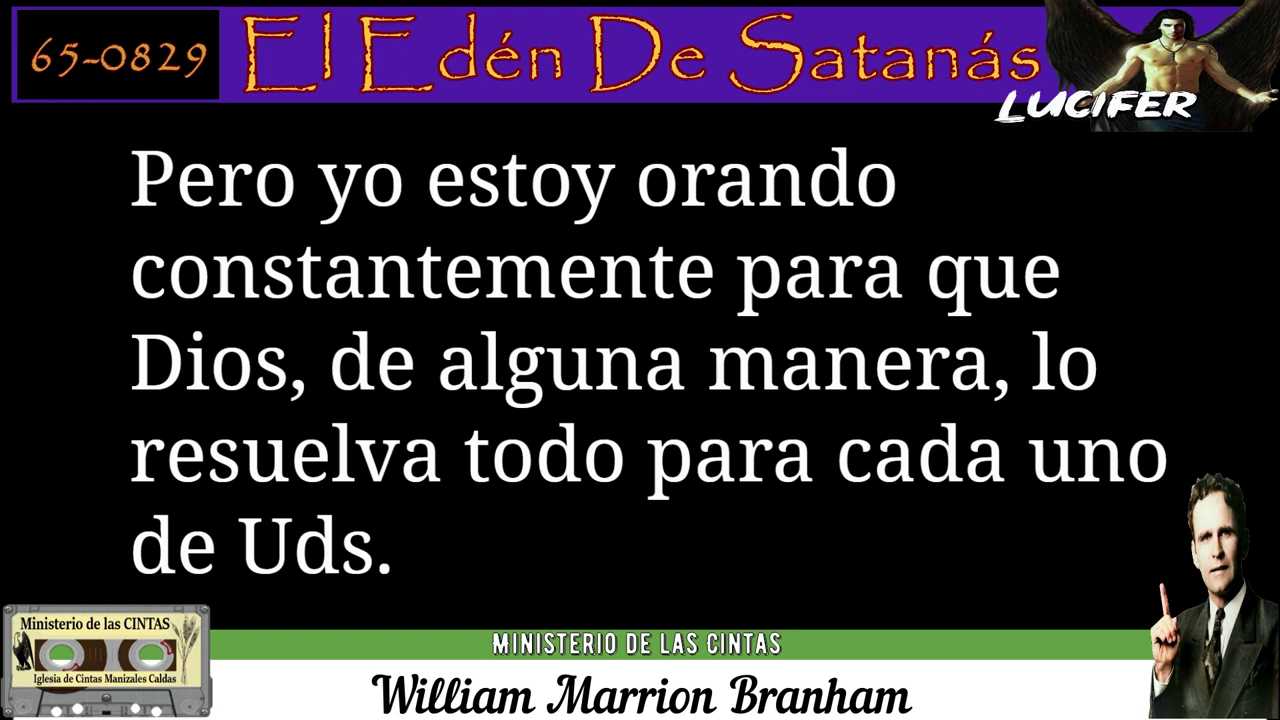 65-0829
El Edén De Satanás
LUCIFER
Pero yo estoy orando
constantemente para que
Dios, de alguna manera, lo
resuelva todo para cada uno
de Uds.
Ministerio de las CINTAS
Iglesia de Cintas Manizales Caldas
MINISTERIO DE LAS CINTAS
William Marrion Branham